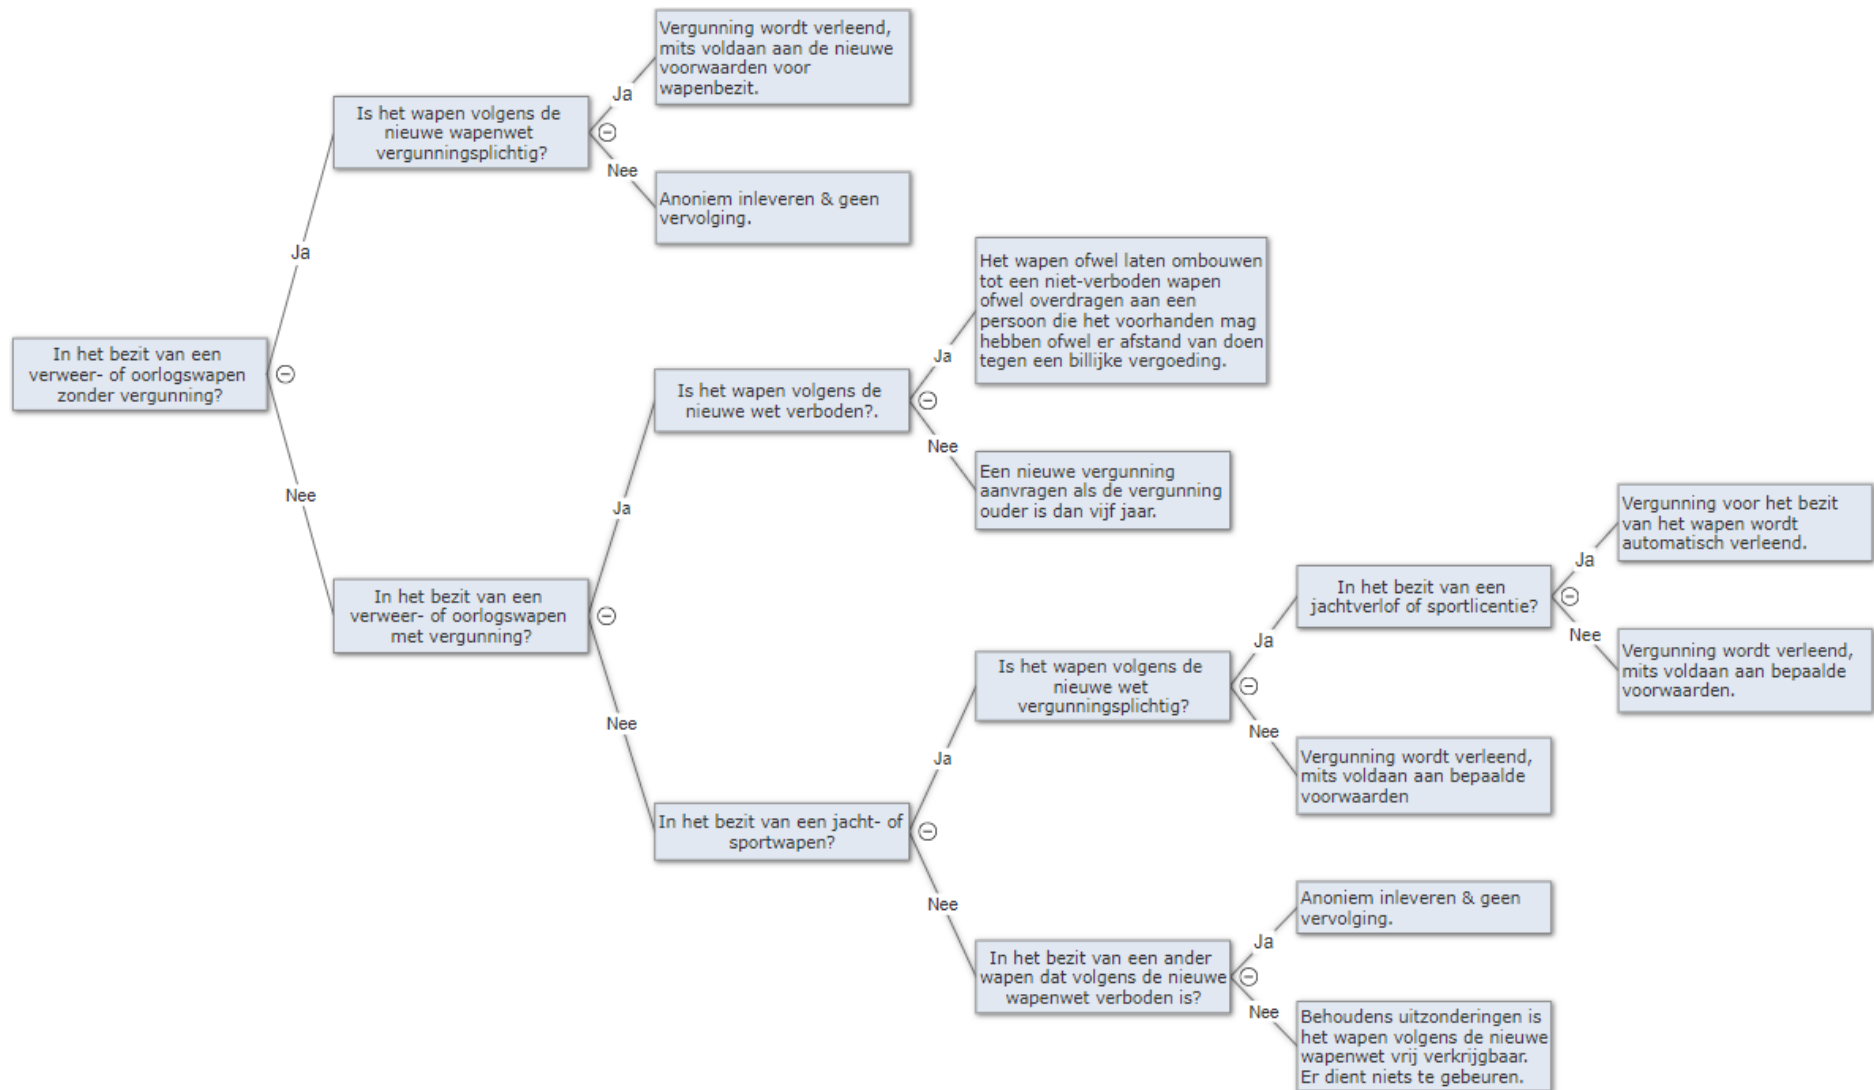 Vergunning wordt verleend,
mits voldaan aan de nieuwe
voorwaarden voor
wapenbezit.
Ja
Is het wapen volgens de
nieuwe wapenwet
vergunningsplichtig?
Nee
Anoniem inleveren & geen
vervolging.
Ja
In het bezit van een
verweer- of oorlogswapen
zonder vergunning?
Nee
Het wapen ofwel laten ombouwen
tot een niet-verboden wapen
ofwel overdragen aan een
persoon die het voorhanden mag
hebben ofwel er afstand van doen
tegen een billijke vergoeding.
Ja
Is het wapen volgens de
nieuwe wet verboden?.
Nee
Een nieuwe vergunning
aanvragen als de vergunning
ouder is dan vijf jaar.
Ja
In het bezit van een
verweer- of oorlogswapen
met vergunning?
Nee
Vergunning voor het bezit
van het wapen wordt
automatisch verleend.
Ja
In het bezit van een
jachtverlof of sportlicentie?
Nee
Vergunning wordt verleend,
mits voldaan aan bepaalde
voorwaarden.
Ja
Is het wapen volgens de
nieuwe wet
vergunningsplichtig?
Nee
Vergunning wordt verleend,
mits voldaan aan bepaalde
voorwaarden
Ja
In het bezit van een jacht- of
sportwapen?
Nee
Anoniem inleveren & geen
vervolging.
Ja
In het bezit van een ander
wapen dat volgens de nieuwe
wapenwet verboden is?
Nee
Behoudens uitzonderingen is
het wapen volgens de nieuwe
wapenwet vrij verkrijgbaar.
Er dient niets te gebeuren.